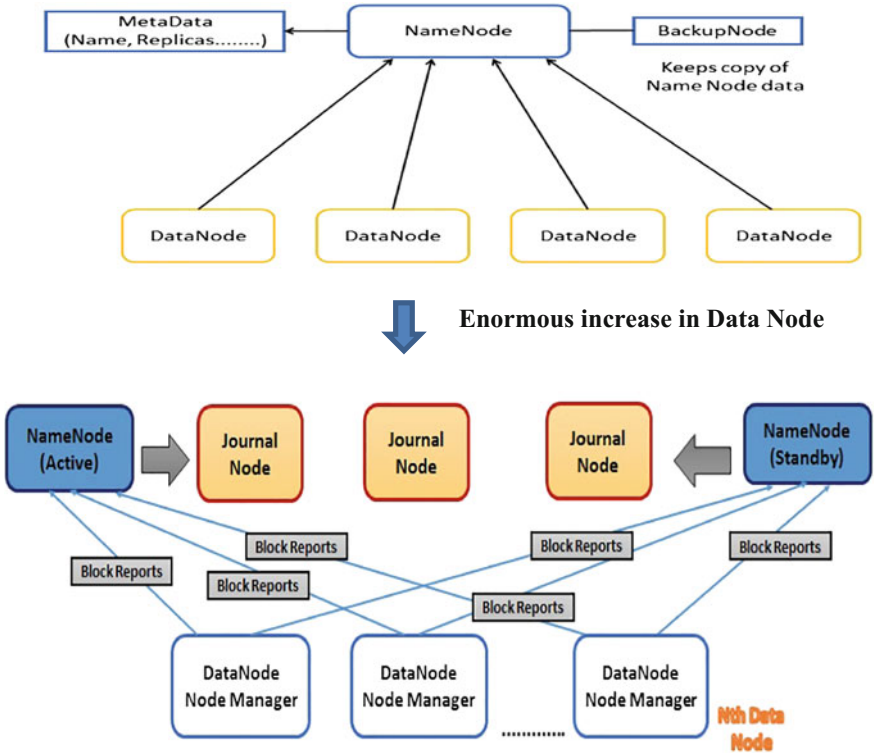 MetaData
(Name, Replicas........)
NameNode
BackupNode
Keeps copy of
Name Node data
DataNode
DataNode
DataNode
DataNode
Enormous increase in Data Node
NameNode
(Active)
Journal
Node
Journal
Node
Journal
Node
NameNode
(Standby)
Block Reports
Block Reports
Block Reports
Block Reports
Block Reports
Block Reports
DataNode
Node Manager
DataNode
Node Manager
.............
DataNode
Node Manager
Nth Data
Node